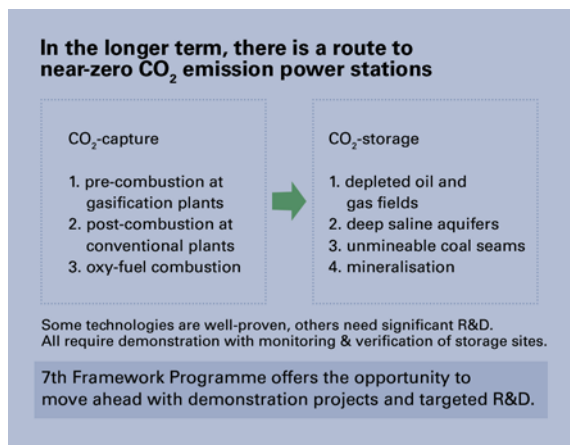 In the longer term, there is a route to
near-zero CO₂ emission power stations
CO₂-capture
1. pre-combustion at
gasification plants
2. post-combustion at
conventional plants
3. oxy-fuel combustion
CO₂-storage
1. depleted oil and
gas fields
2. deep saline aquifers
3. unmineable coal seams
4. mineralisation
Some technologies are well-proven, others need significant R&D.
All require demonstration with monitoring & verification of storage sites.
7th Framework Programme offers the opportunity to
move ahead with demonstration projects and targeted R&D.